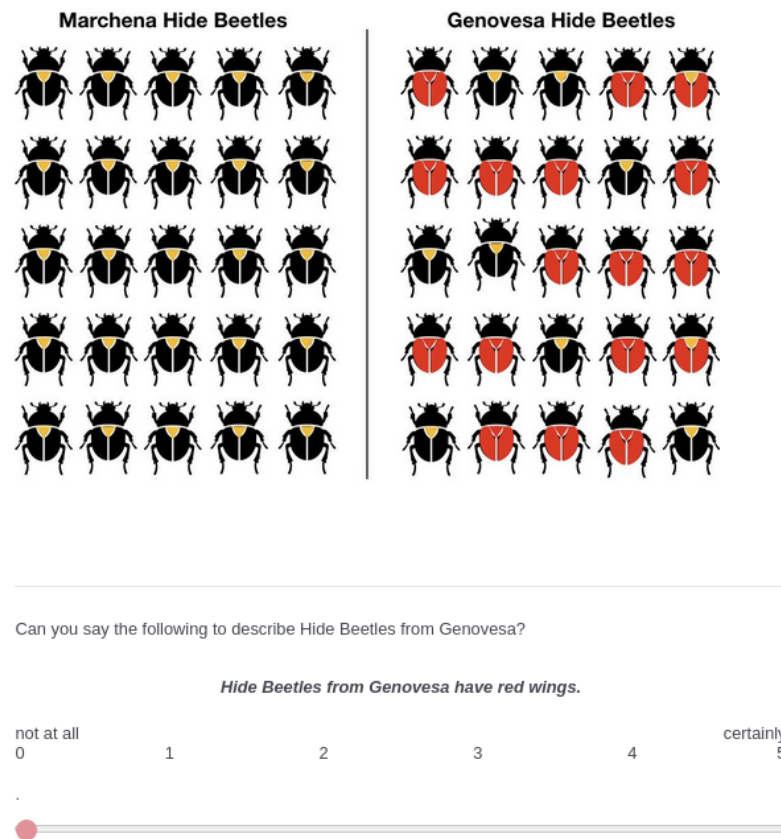 Marchena Hide Beetles
Genovesa Hide Beetles
Can you say the following to describe Hide Beetles from Genovesa?
Hide Beetles from Genovesa have red wings.
not at all certainly
0 1 2 3 4 5
.